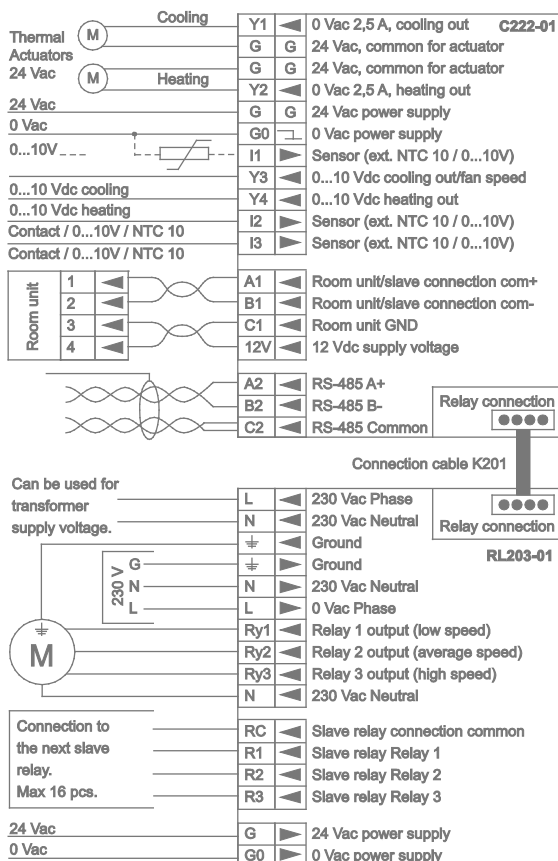 Cooling Y1 0 Vac 2,5 A, cooling out C222-01
Thermal Actuators 24 Vac
M
G G 24 Vac, common for actuator
G G 24 Vac, common for actuator
M Heating Y2 0 Vac 2,5 A, heating out
24 Vac G G 24 Vac power supply
0 Vac G0 0 Vac power supply
0...10V I1 Sensor (ext. NTC 10 / 0...10V)
Y3 0...10 Vdc cooling out/fan speed
0...10 Vdc cooling Y4 0...10 Vdc heating out
0...10 Vdc heating I2 Sensor (ext. NTC 10 / 0...10V)
Contact / 0...10V / NTC 10 I3 Sensor (ext. NTC 10 / 0...10V)
Contact / 0...10V / NTC 10
Room unit
1 A1 Room unit/slave connection com+
2 B1 Room unit/slave connection com-
3 C1 Room unit GND
4 12V 12 Vdc supply voltage
A2 RS-485 A+
B2 RS-485 B-
C2 RS-485 Common
Relay connection
Connection cable K201
Relay connection
RL203-01
Can be used for
transformer
supply voltage.
L 230 Vac Phase
N 230 Vac Neutral
Ground
230 V
G Ground
N N 230 Vac Neutral
L L 0 Vac Phase
M
Ry1 Relay 1 output (low speed)
Ry2 Relay 2 output (average speed)
Ry3 Relay 3 output (high speed)
N 230 Vac Neutral
Connection to
the next slave
relay.
Max 16 pcs.
RC Slave relay connection common
R1 Slave relay Relay 1
R2 Slave relay Relay 2
R3 Slave relay Relay 3
24 Vac G 24 Vac power supply
0 Vac G0 0 Vac power supply